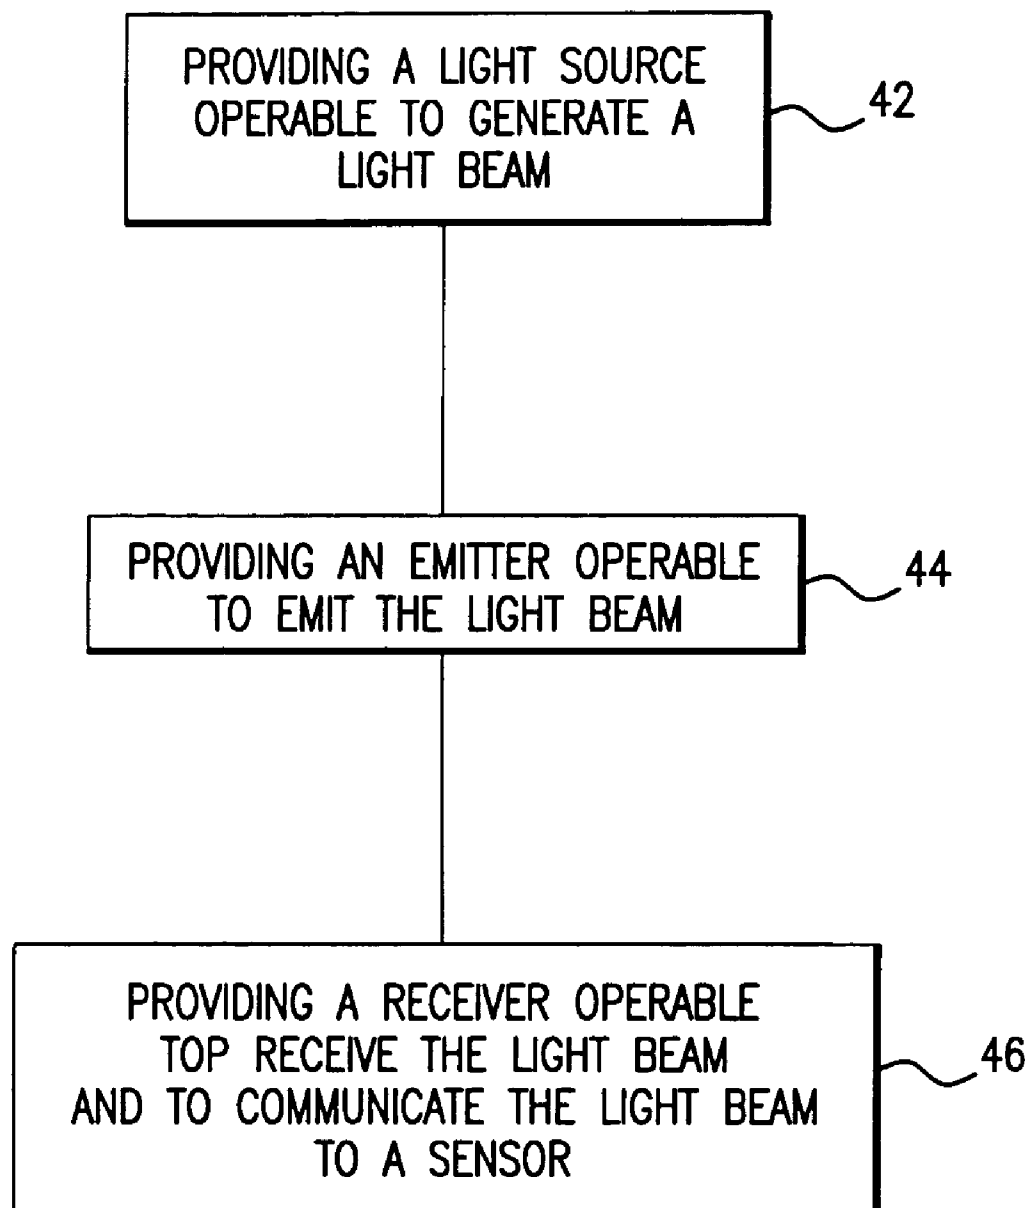 PROVIDING A LIGHT SOURCE
OPERABLE TO GENERATE A
LIGHT BEAM
42
PROVIDING AN EMITTER OPERABLE
TO EMIT THE LIGHT BEAM
44
PROVIDING A RECEIVER OPERABLE
TOP RECEIVE THE LIGHT BEAM
AND TO COMMUNICATE THE LIGHT BEAM
TO A SENSOR
46